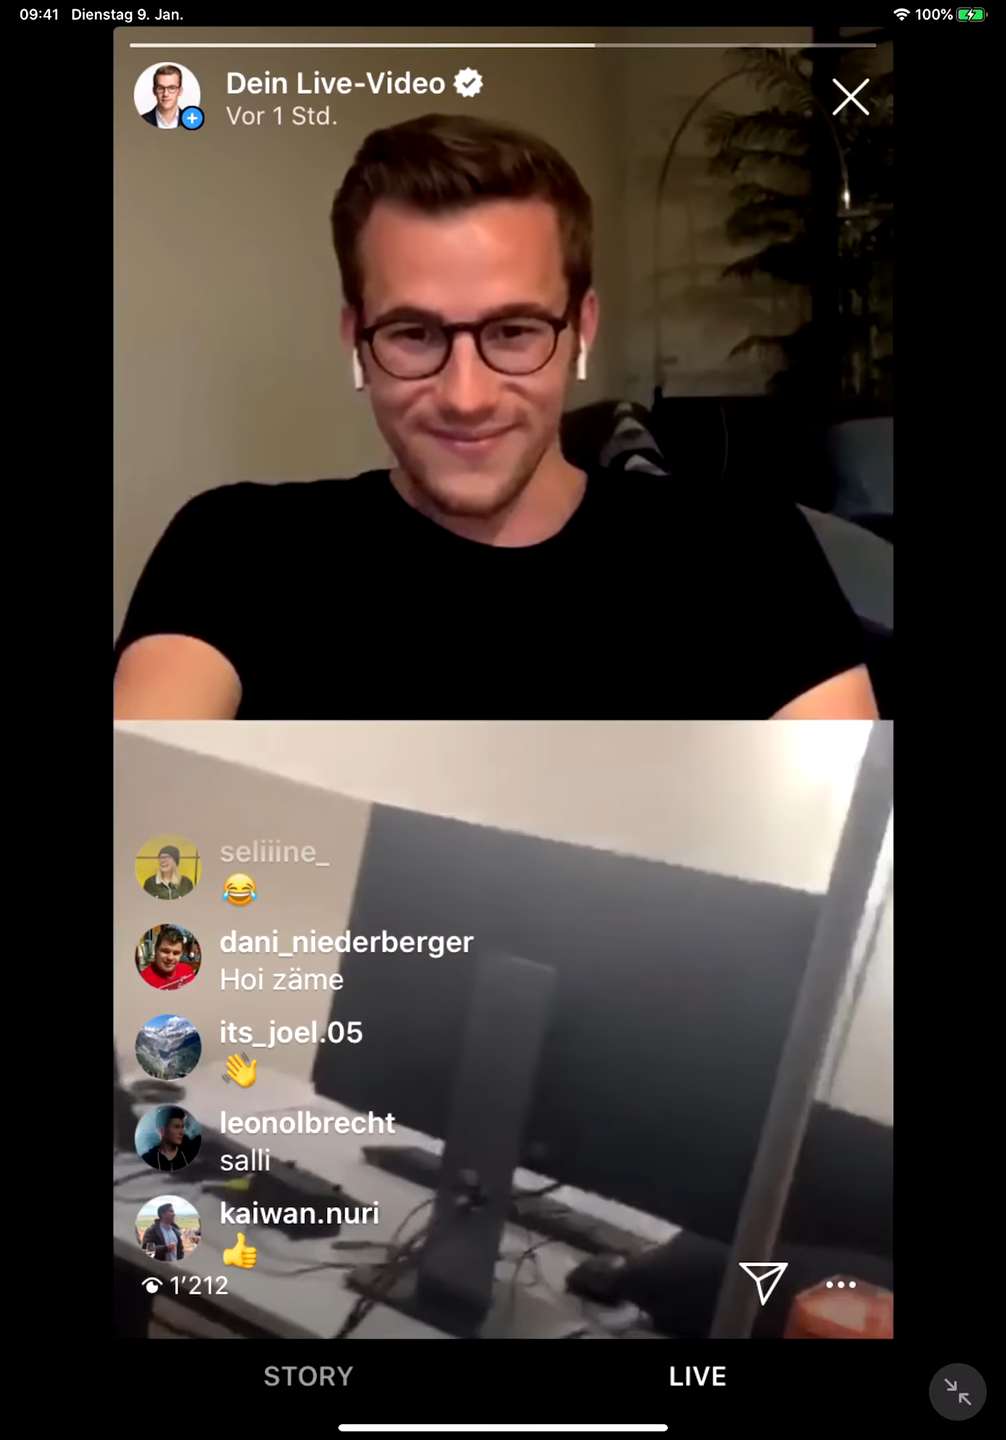 09:41 Dienstag 9. Jan. 100%
Dein Live-Video
Vor 1 Std.
seliiine_
😂
dani_niederberger
Hoi zäme
its_joel.05
👋
leonolbrecht
salli
kaiwan.nuri
👍
1’212
STORY LIVE